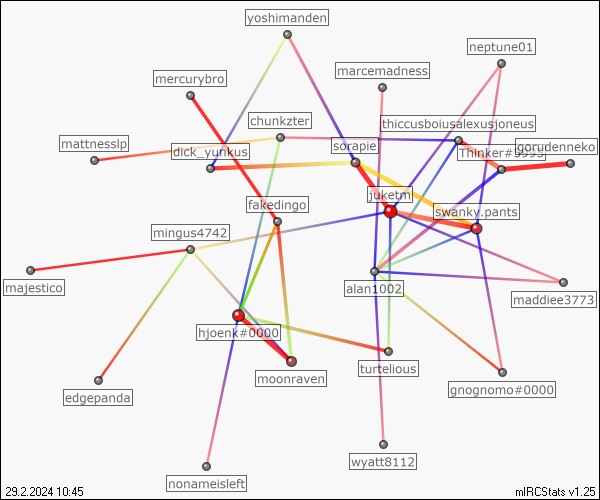 yoshimanden
neptune01
marcemadness
mercurybro
chunkzter
thiccusboiusalexusjoneus
sorapie
gorudenneko
mattnesslp
dick_yunkus
Thinker#5995
juketm
fakedingo
swanky.pants
mingus4742
majestico
alan1002
maddiee3773
hjoenk#0000
moonraven
turtelious
gnognomo#0000
edgepanda
wyatt8112
nonameisleft
29.2.2024 10:45
mIRCStats v1.25